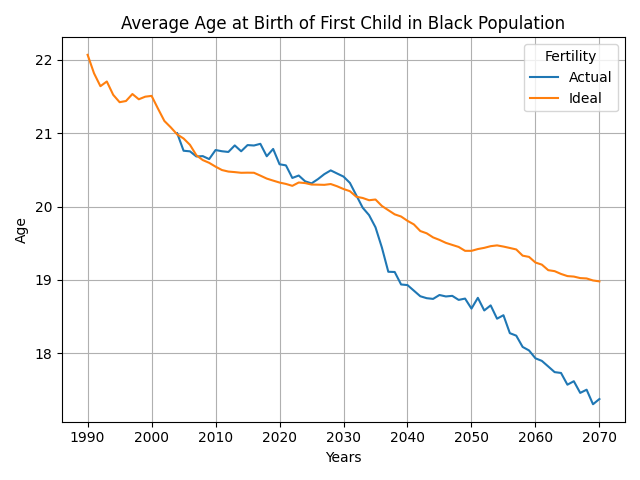 Average Age at Birth of First Child in Black Population
Fertility
Actual
Ideal
Age
22
21
20
19
18
1990 2000 2010 2020 2030 2040 2050 2060 2070
Years